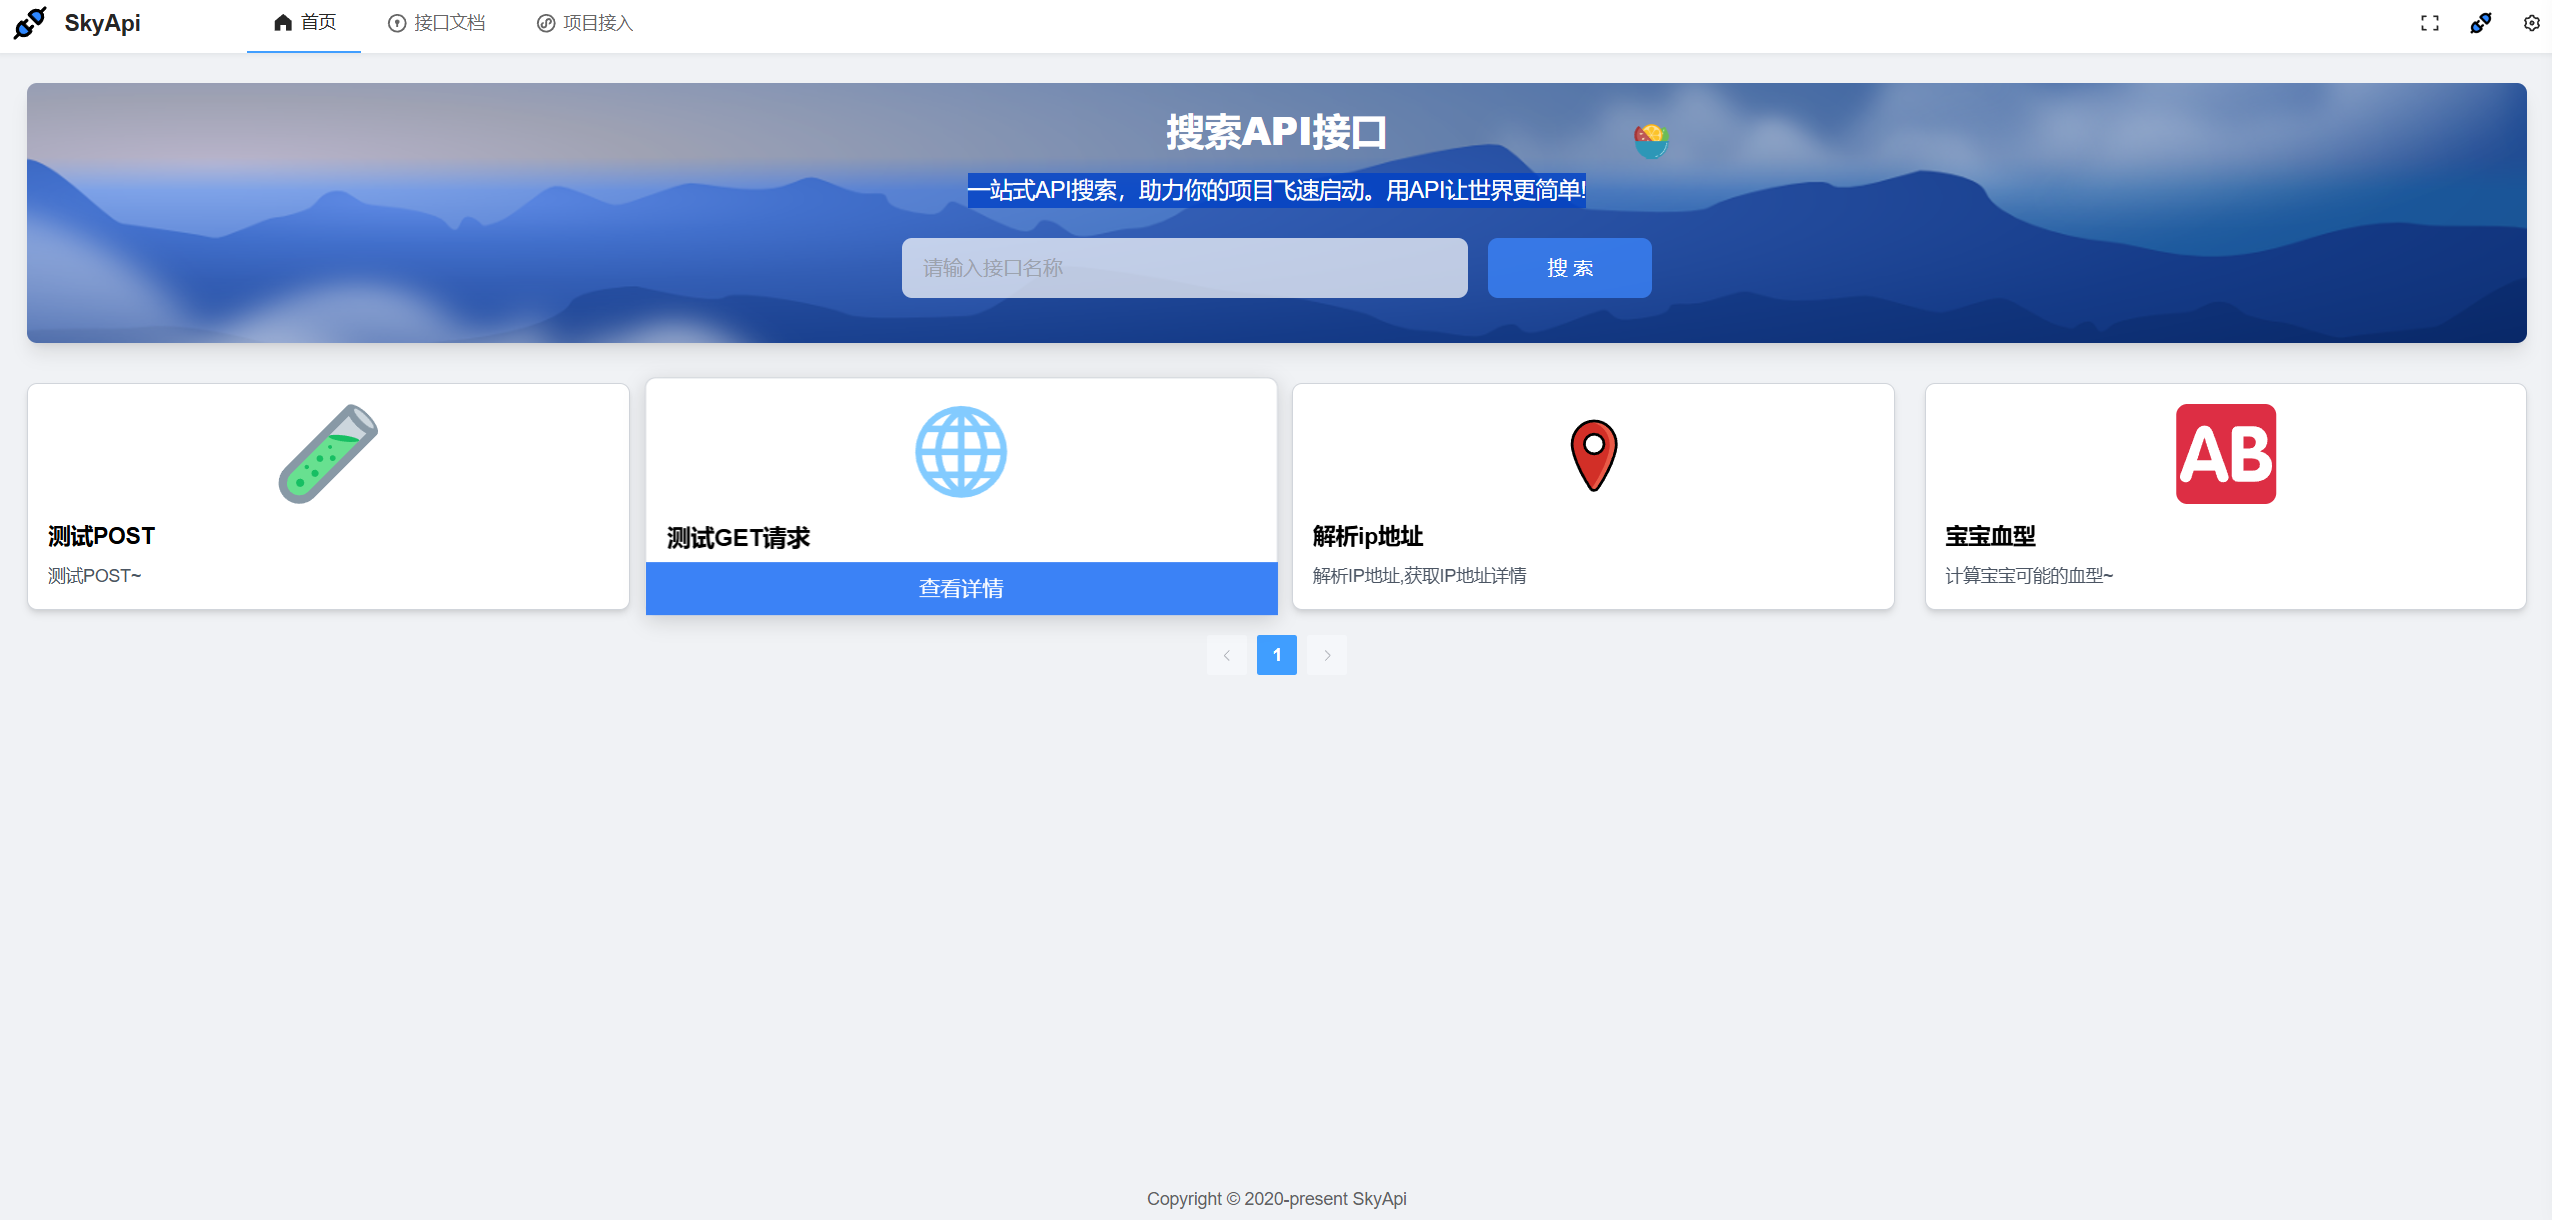 SkyApi
首页
接口文档
项目接入
搜索API接口
一站式API搜索，助力你的项目飞速启动。用API让世界更简单!
请输入接口名称
搜 索
测试POST
测试POST~
测试GET请求
查看详情
解析ip地址
解析IP地址,获取IP地址详情
AB
宝宝血型
计算宝宝可能的血型~
1
Copyright © 2020-present SkyApi